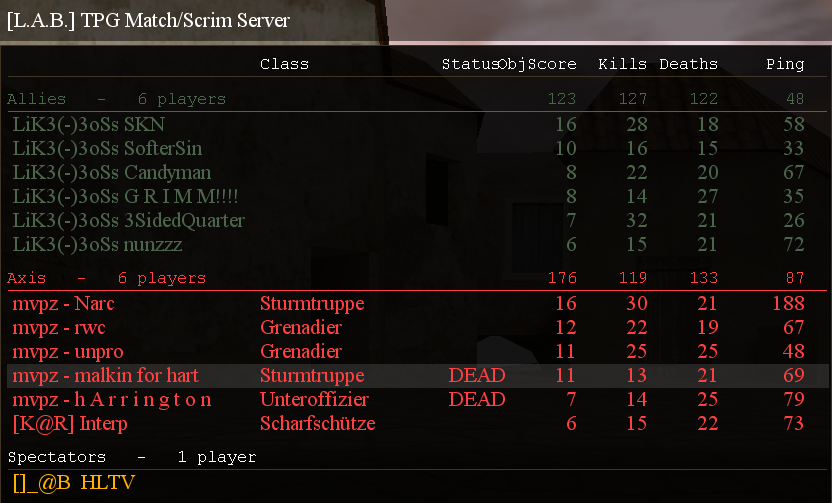 [L.A.B.] TPG Match/Scrim Server
Class StatusObjScore Kills Deaths Ping
Allies - 6 players 123 127 122 48
LiK3(-)3oSs SKN 16 28 18 58
LiK3(-)3oSs SofterSin 10 16 15 33
LiK3(-)3oSs Candyman 8 22 20 67
LiK3(-)3oSs G R I M M!!!! 8 14 27 35
LiK3(-)3oSs 3SidedQuarter 7 32 21 26
LiK3(-)3oSs nunzzz 6 15 21 72
Axis - 6 players 176 119 133 87
mvpz - Narc Sturmtruppe 16 30 21 188
mvpz - rwc Grenadier 12 22 19 67
mvpz - unpro Grenadier 11 25 25 48
mvpz - malkin for hart Sturmtruppe DEAD 11 13 21 69
mvpz - h A r r i n g t o n Unteroffizier DEAD 7 14 25 79
[K@R] Interp Scharfschütze 6 15 22 73
Spectators - 1 player
[]_@B HLTV